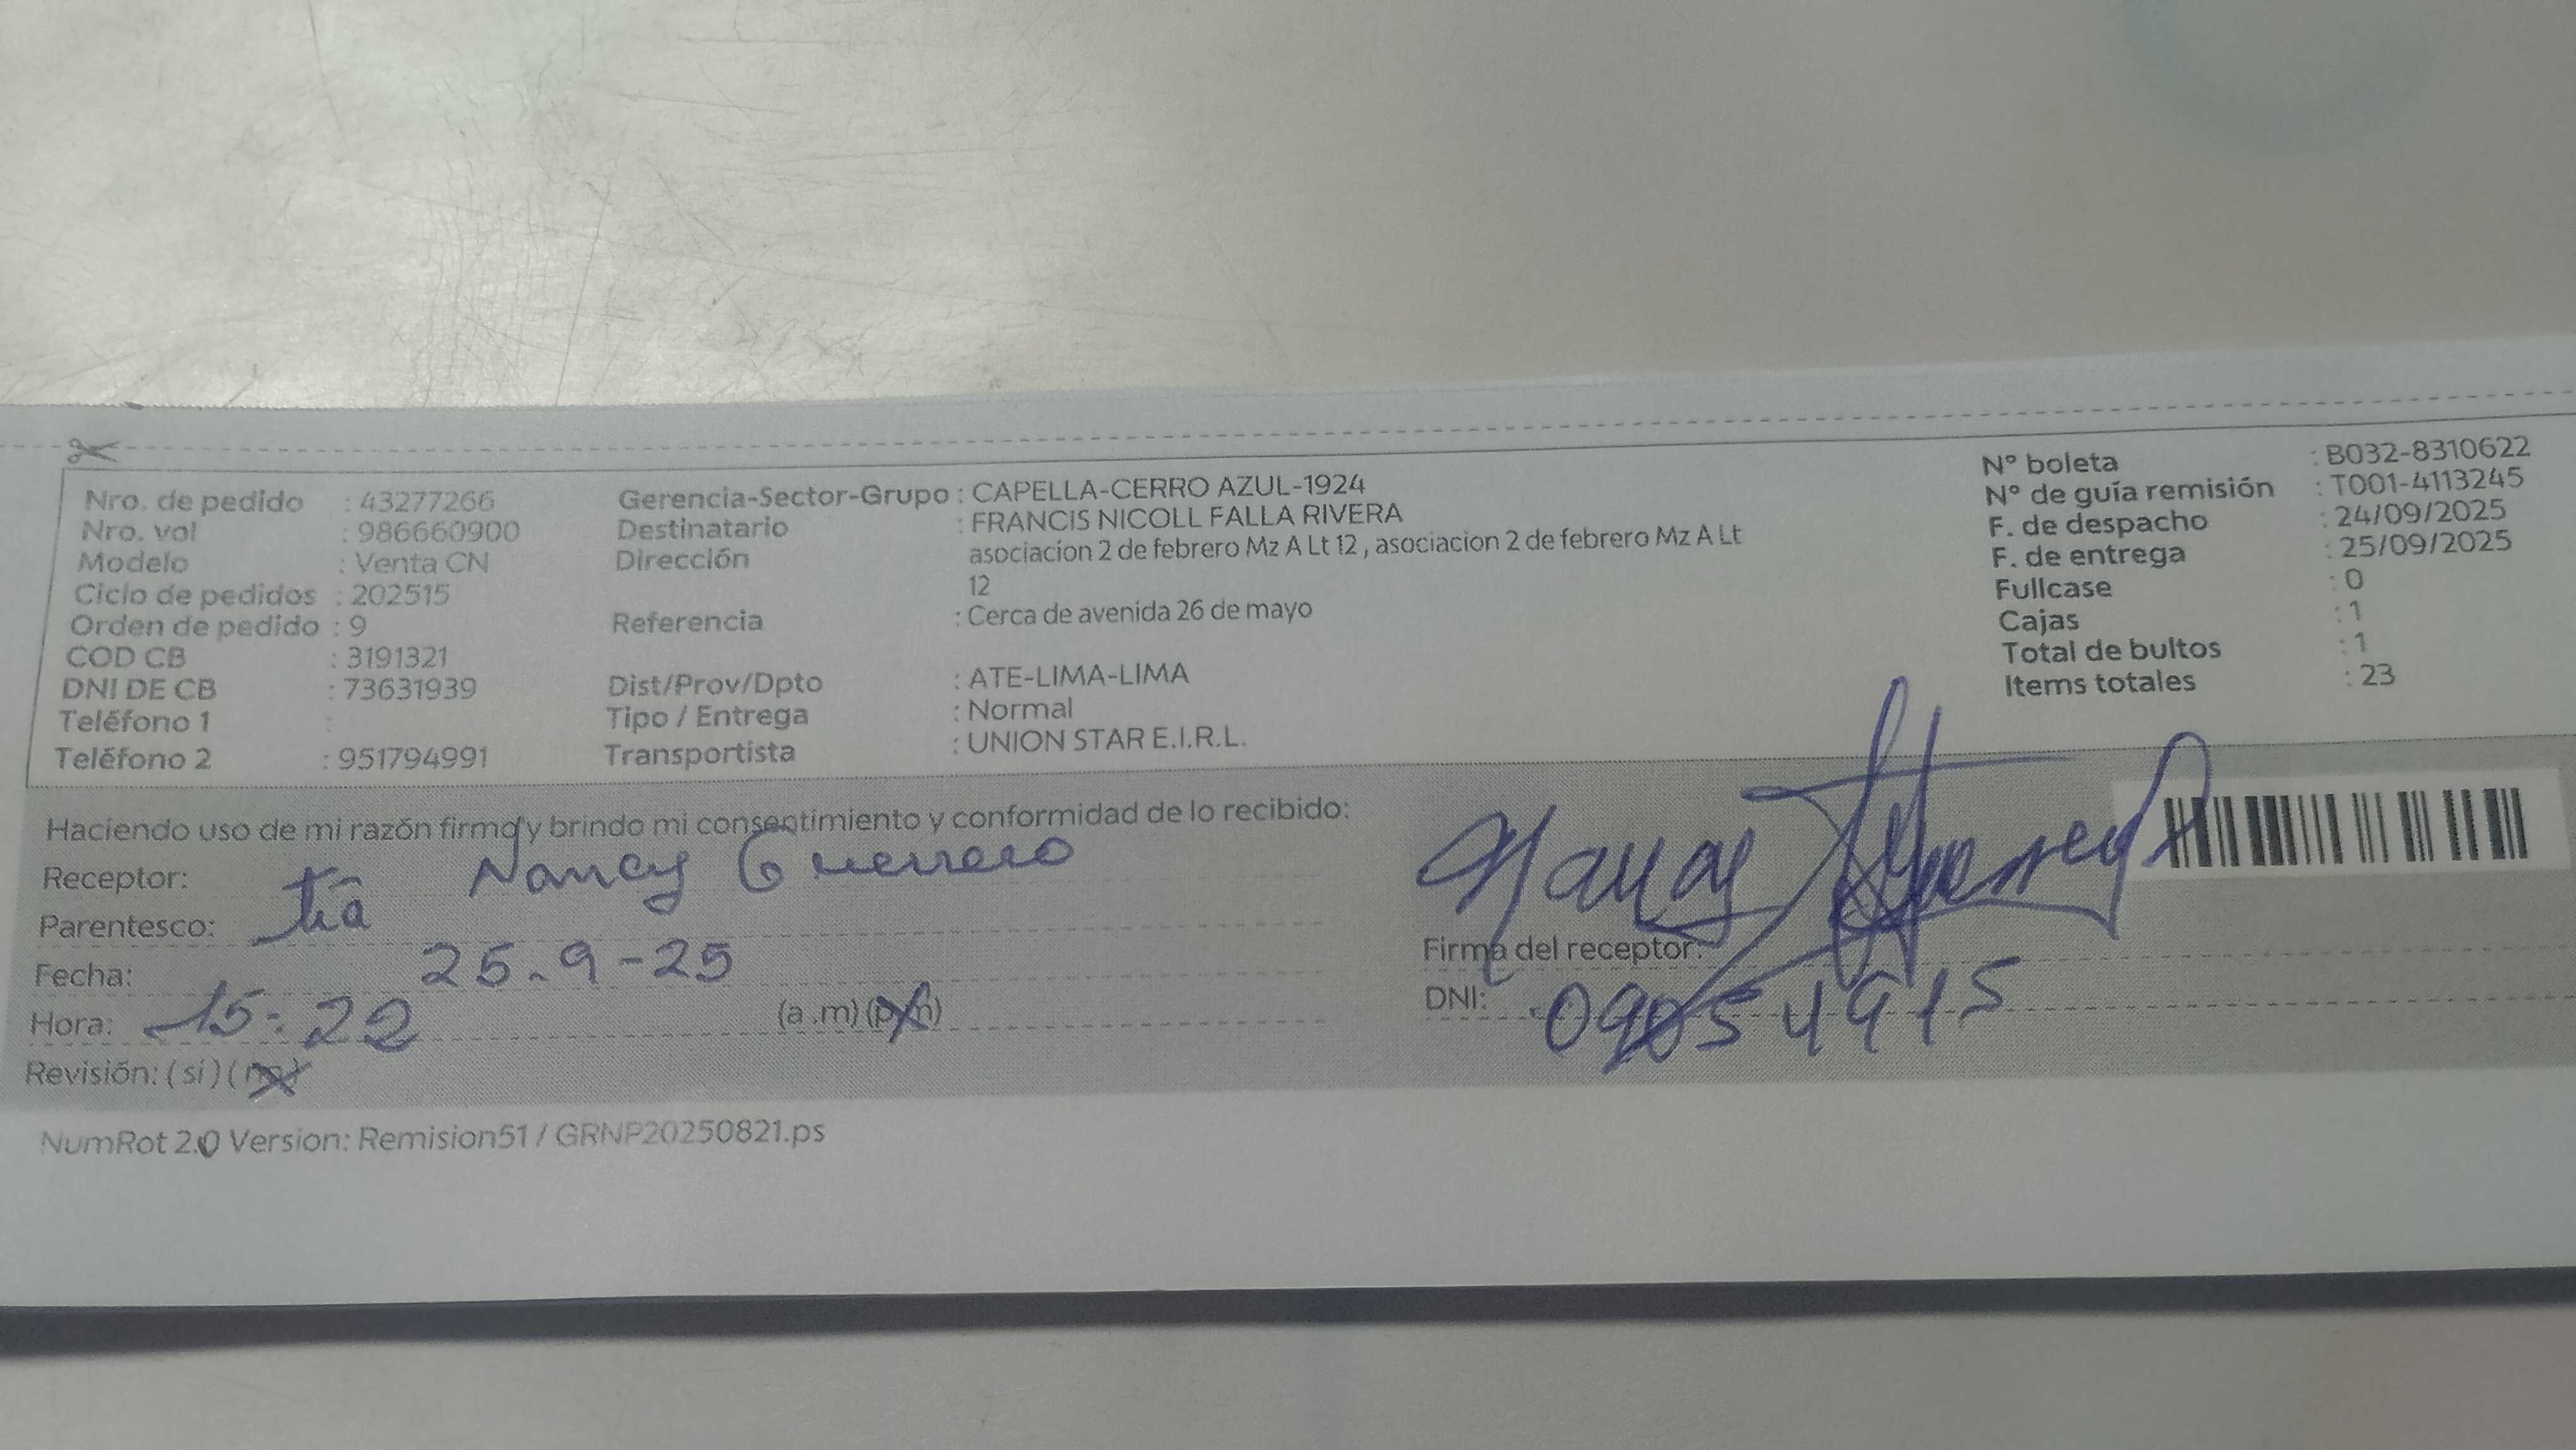 Nro. de pedido : 43277266
Nro. vol : 986660900
Modelo : Venta CN
Ciclo de pedidos : 202515
Orden de pedido : 9
COD CB : 3191321
DNI DE CB : 73631939
Teléfono 1 :
Teléfono 2 : 951794991
Gerencia-Sector-Grupo : CAPELLA-CERRO AZUL-1924
Destinatario : FRANCIS NICOLL FALLA RIVERA
Dirección asociacion 2 de febrero Mz A Lt 12 , asociacion 2 de febrero Mz A Lt
12
Referencia : Cerca de avenida 26 de mayo
Dist/Prov/Dpto : ATE-LIMA-LIMA
Tipo / Entrega : Normal
Transportista : UNION STAR E.I.R.L.
N° boleta : B032-8310622
N° de guía remisión : T001-4113245
F. de despacho : 24/09/2025
F. de entrega : 25/09/2025
Fullcase : 0
Cajas : 1
Total de bultos : 1
Items totales : 23
Haciendo uso de mi razón firmo y brindo mi consentimiento y conformidad de lo recibido:
Receptor: Nancy Guerrero
Parentesco: tía
Fecha: 25-9-25
Hora: 15:22 (a .m) (p.m)
Revisión: (si) (no)
Firma del receptor:
DNI: 09054915
NumRot 2.0 Version: Remision51 / GRNP20250821.ps